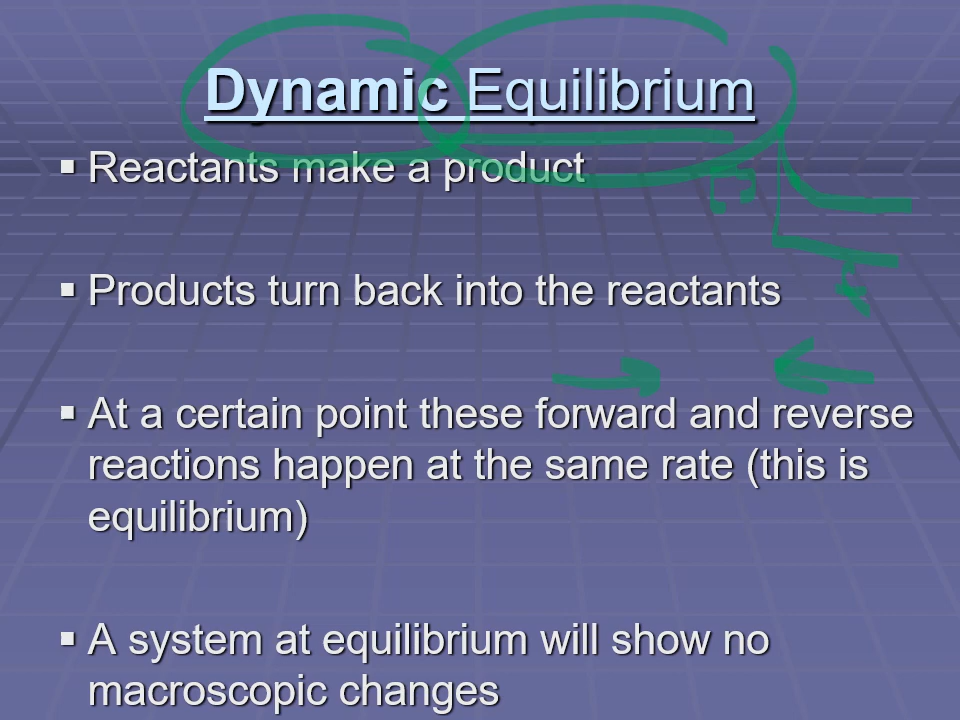 Dynamic Equilibrium
▪ Reactants make a product
▪ Products turn back into the reactants
▪ At a certain point these forward and reverse
reactions happen at the same rate (this is
equilibrium)
▪ A system at equilibrium will show no
macroscopic changes